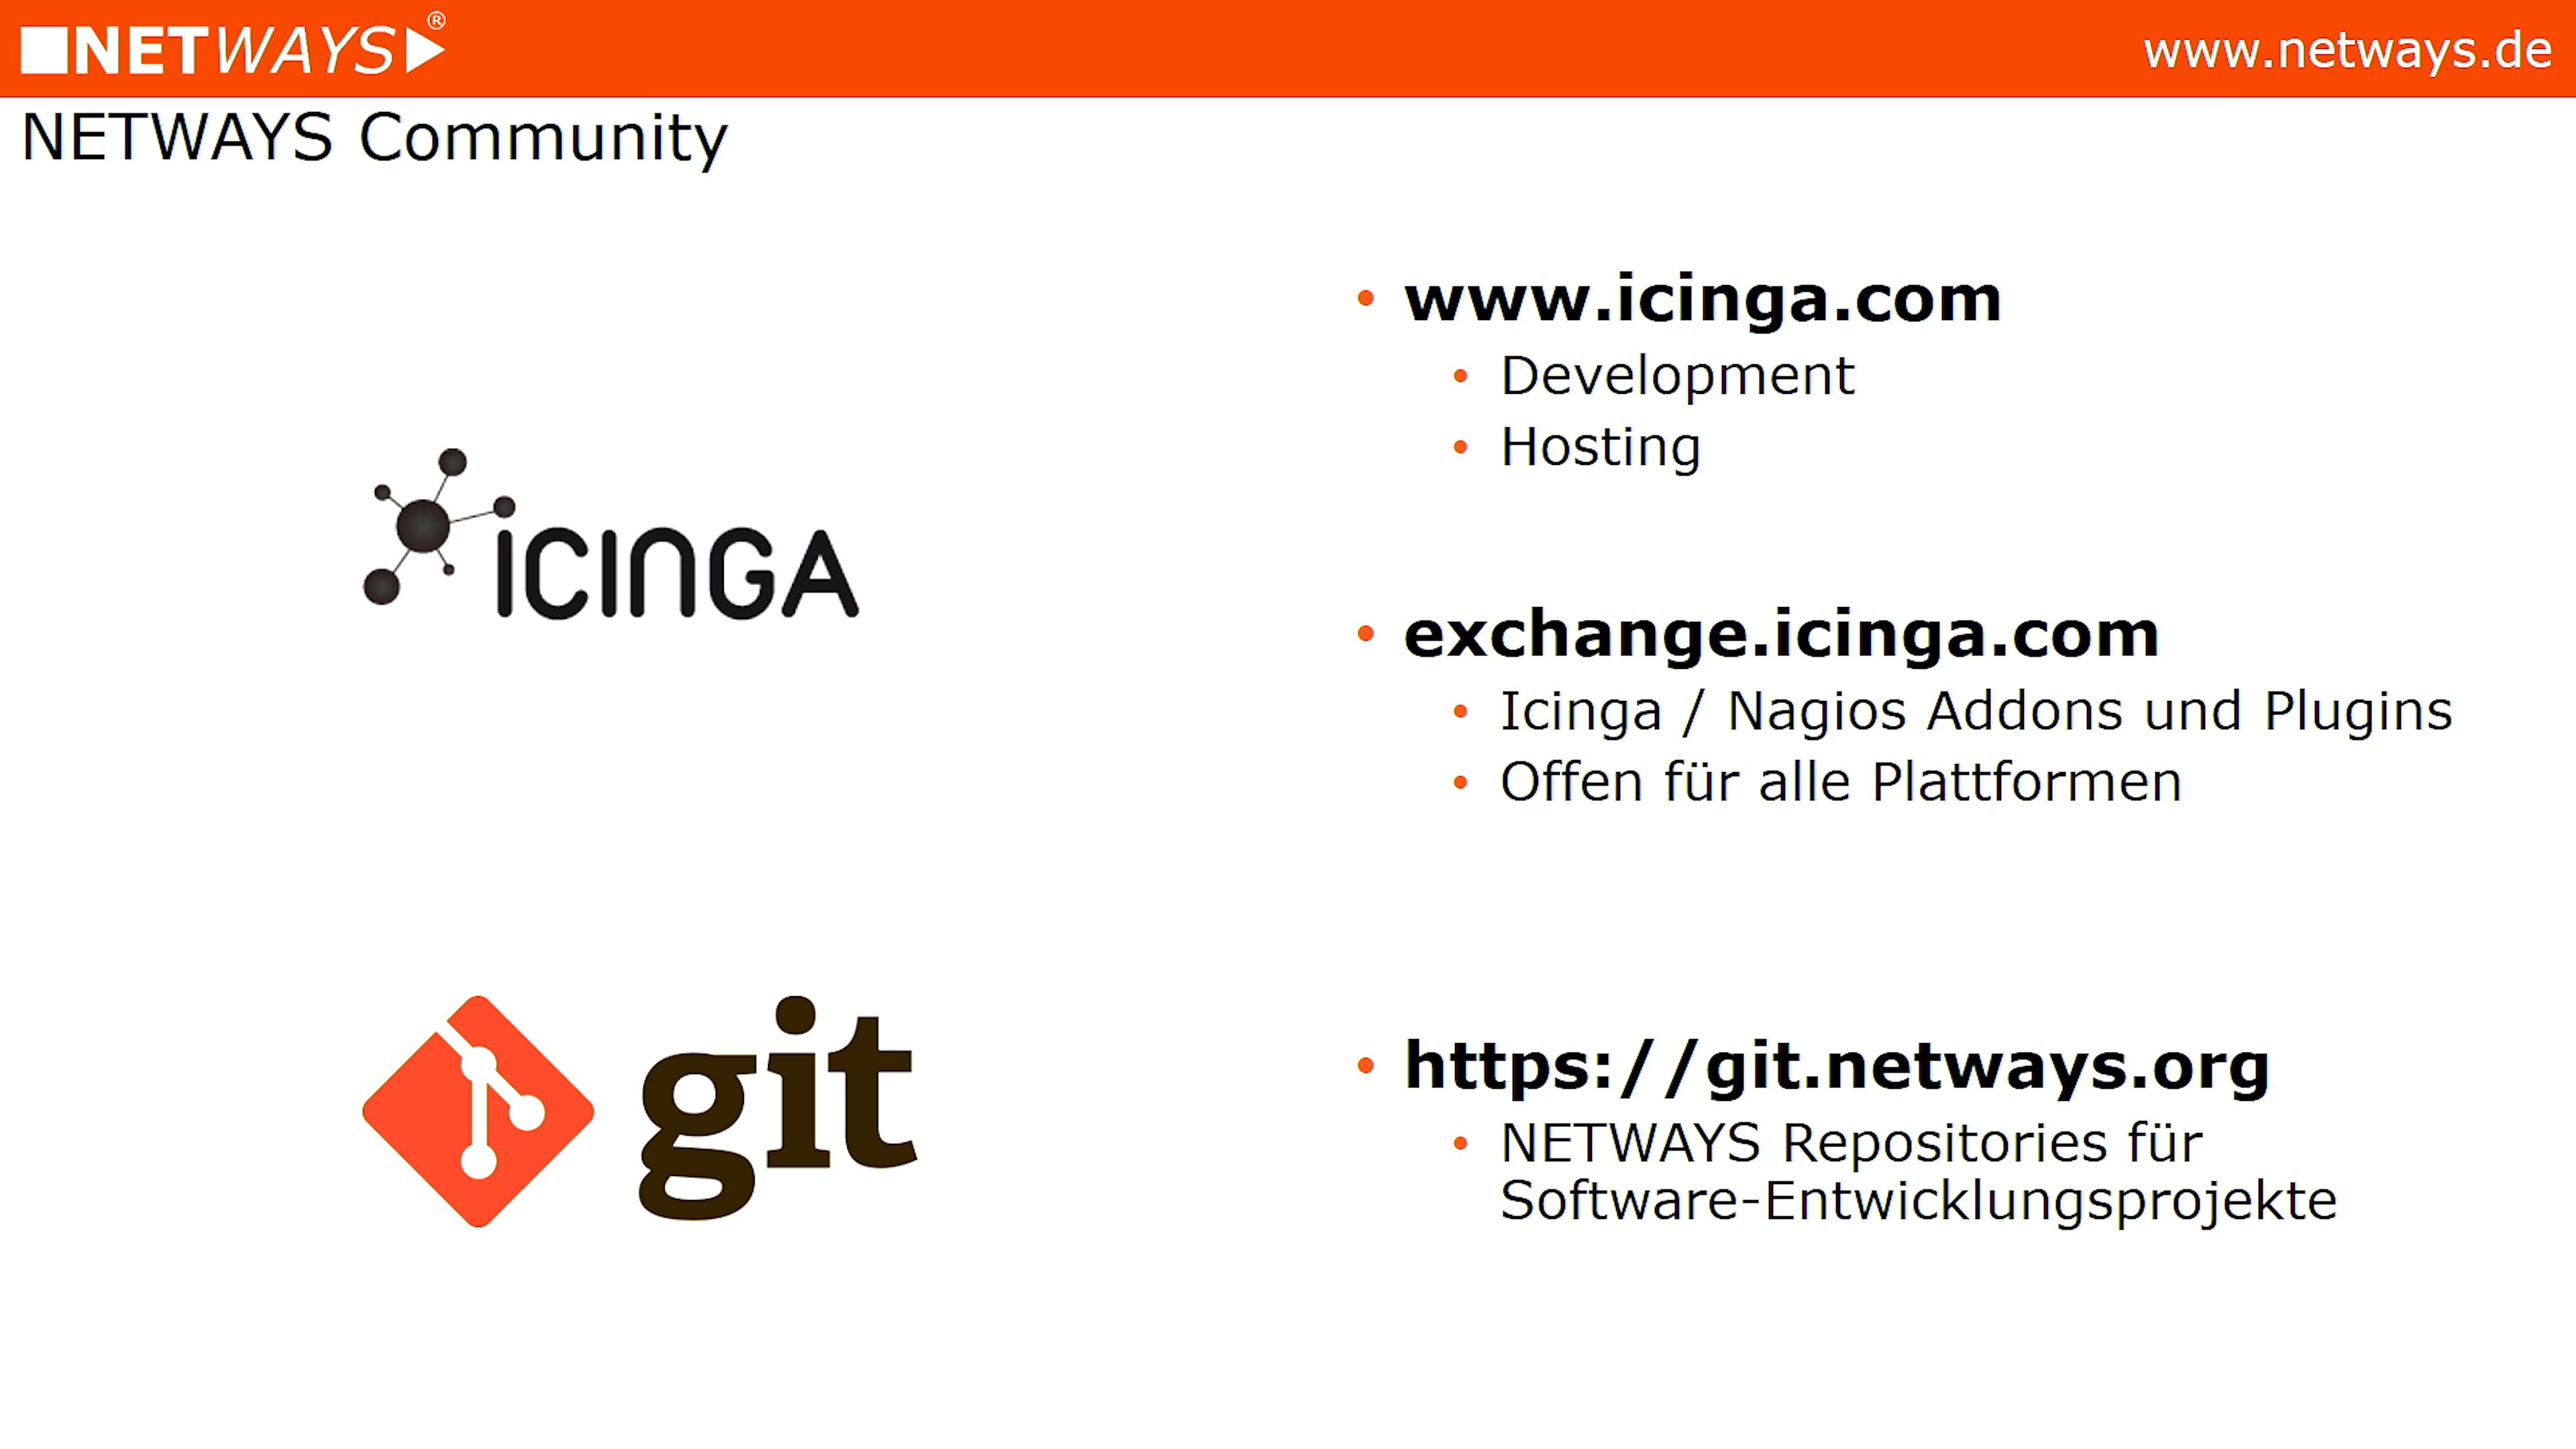 NETWAYS®
www.netways.de
NETWAYS Community
• www.icinga.com
• Development
• Hosting
ICINGA
• exchange.icinga.com
• Icinga / Nagios Addons und Plugins
• Offen für alle Plattformen
git
• https://git.netways.org
• NETWAYS Repositories für
Software-Entwicklungsprojekte